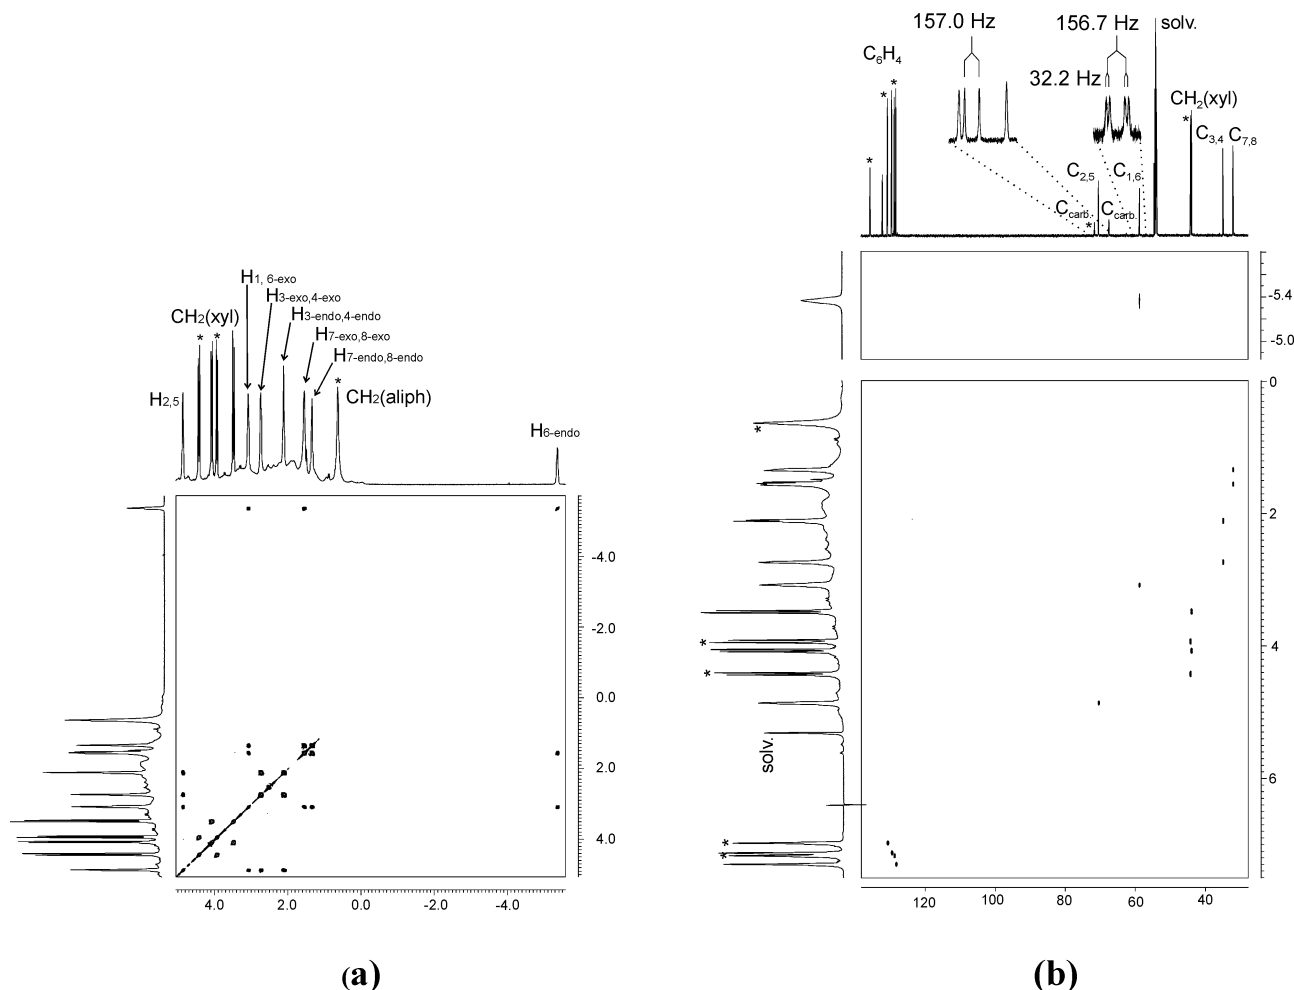 157.0 Hz
156.7 Hz
solv.
C6H4
*
32.2 Hz
*
CH2(xyl)
*
*
C3,4
C7,8
C2,5
C1,6
Ccarb.
Ccarb.
*
H1, 6-exo
H3-exo,4-exo
CH2(xyl)
H3-endo,4-endo
*
*
H7-exo,8-exo
H7-endo,8-endo
*
CH2(aliph)
H2,5
H6-endo
-5.4
-5.0
0
*
2
4
*
*
solv.
6
*
*
-4.0
-2.0
0.0
2.0
4.0
4.0 2.0 0.0 -2.0 -4.0
120 100 80 60 40
(a)
(b)